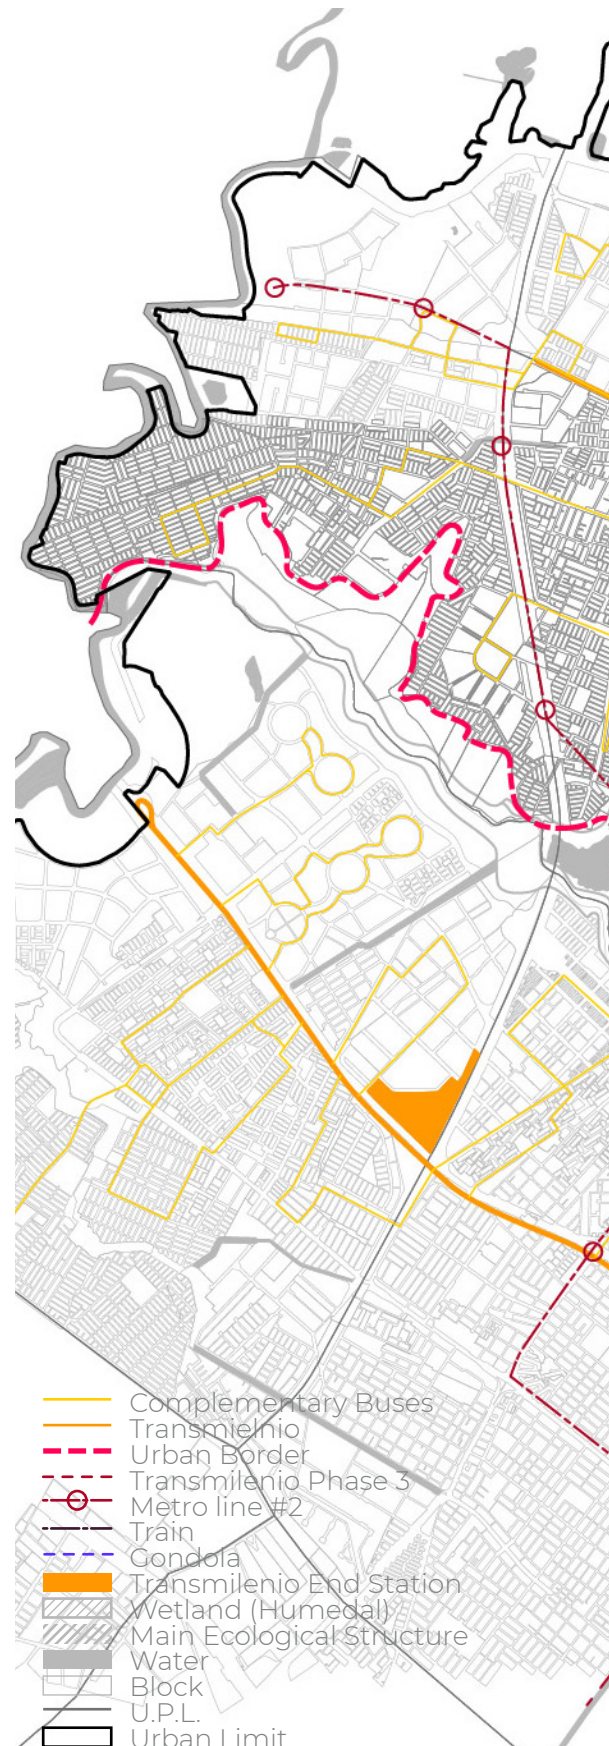 Complementary Buses
Transmielnio
Urban Border
Transmilenio Phase 3
Metro line #2
Train
Gondola
Transmilenio End Station
Wetland (Humedal)
Main Ecological Structure
Water
Block
U.P.L.
Urban Limit